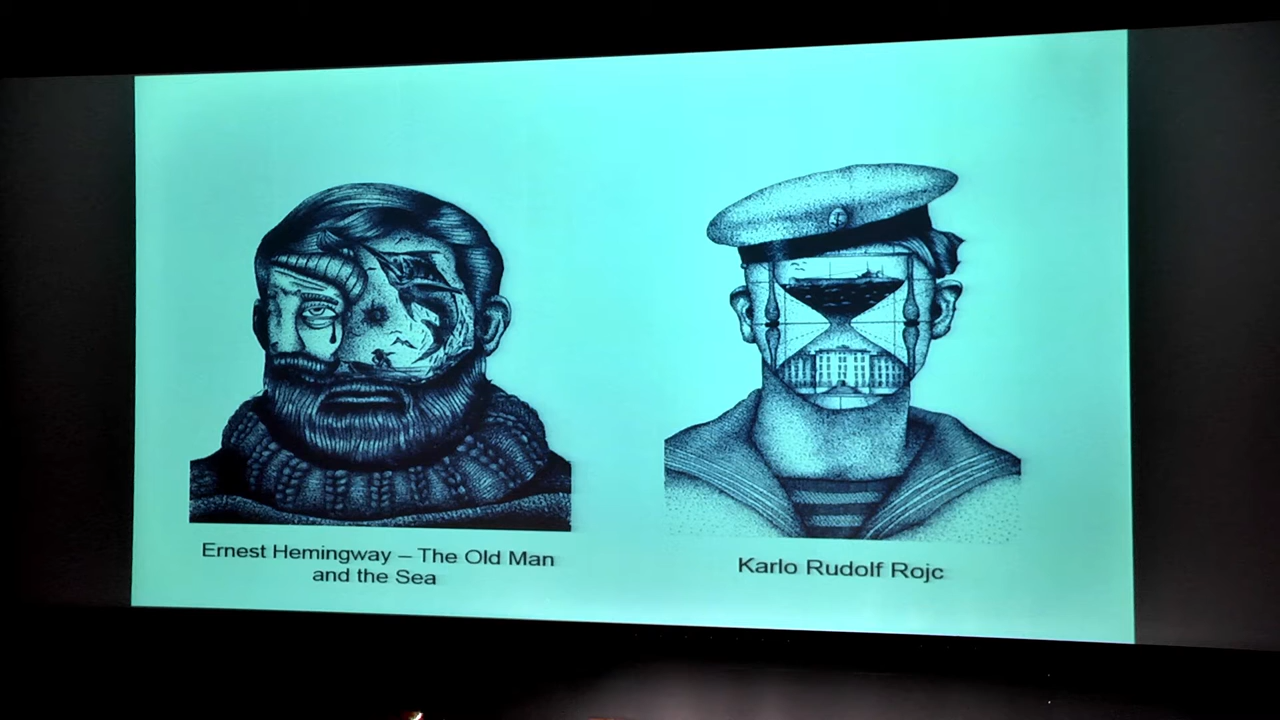 Ernest Hemingway – The Old Man
and the Sea
Karlo Rudolf Rojc